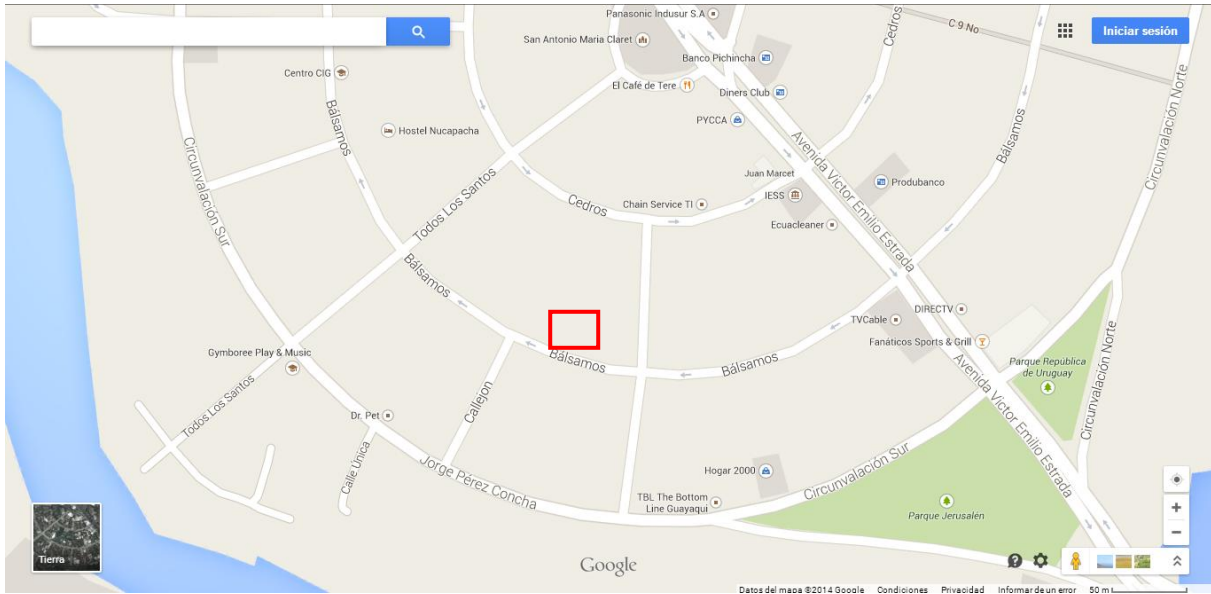 Panasonic Indusur S.A
San Antonio Maria Claret
Cedros
C 9 No
Iniciar sesión
Banco Pichincha
Centro CIG
El Café de Tere
Diners Club
Circunvalación Norte
Bálsamos
Hostel Nucapacha
PYCCA
Avenida Victor Emilio Estrada
Bálsamos
Circunvalación Sur
Todos Los Santos
Juan Marcet
Produbanco
IESS
Cedros
Chain Service TI
Ecuacleaner
Bálsamos
DIRECTV
TVCable
Fanáticos Sports & Grill
Gymboree Play & Music
Bálsamos
Bálsamos
Parque República
de Uruguay
Avenida Victor Emilio Estrada
Circunvalación Norte
Todos Los Santos
Dr. Pet
Callejon
Calle Única
Jorge Perez Concha
Hogar 2000
Circunvalación Sur
TBL The Bottom
Line Guayaqui
Parque Jerusalén
Tierra
Google
Datos del mapa ©2014 Google Condiciones Privacidad Informar de un error 50 m